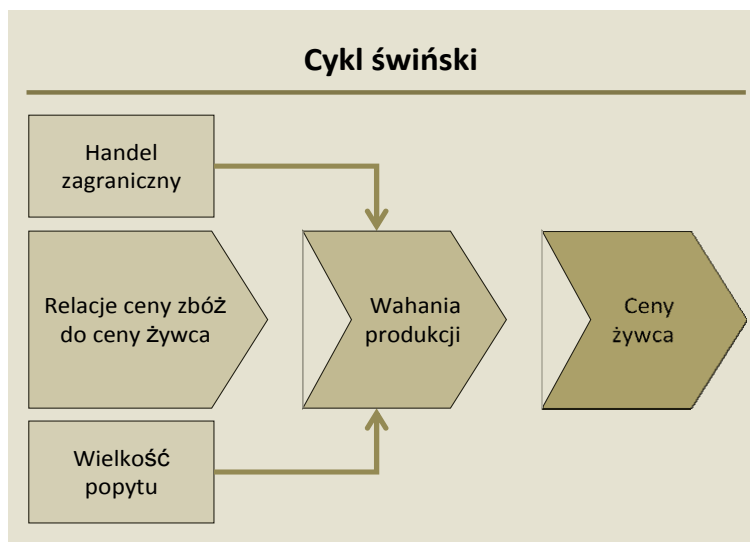 Cykl świński
Handel
zagraniczny
Relacje ceny zbóż
do ceny żywca
Wahania
produkcji
Ceny
żywca
Wielkość
popytu